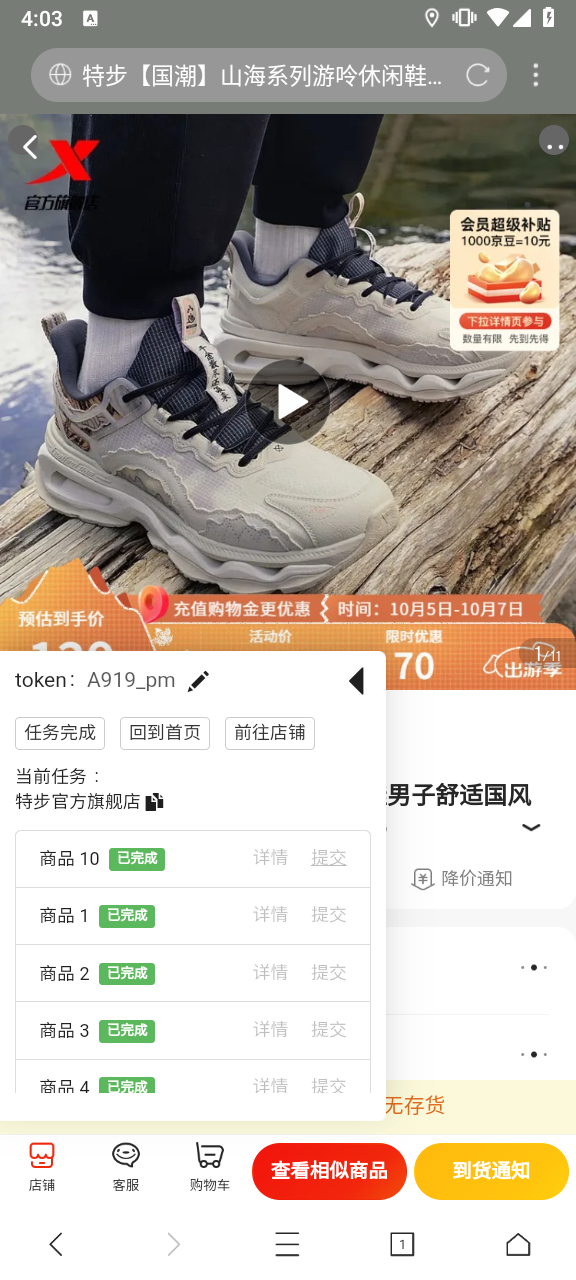 4:03
A
特步【国潮】山海系列游呤休闲鞋...
官方旗舰店
会员超级补贴
1000京豆=10元
下拉详情页参与
数量有限 先到先得
预估到手价
充值购物金更优惠
时间：10月5日-10月7日
活动价
限时优惠
70
出游季
1/11
token： A919_pm
任务完成
回到首页
前往店铺
当前任务：
特步官方旗舰店
男子舒适国风
降价通知
商品 10 已完成 详情 提交
商品 1 已完成 详情 提交
商品 2 已完成 详情 提交
商品 3 已完成 详情 提交
商品 4 已完成 详情 提交
无存货
店铺
客服
购物车
查看相似商品
到货通知
1